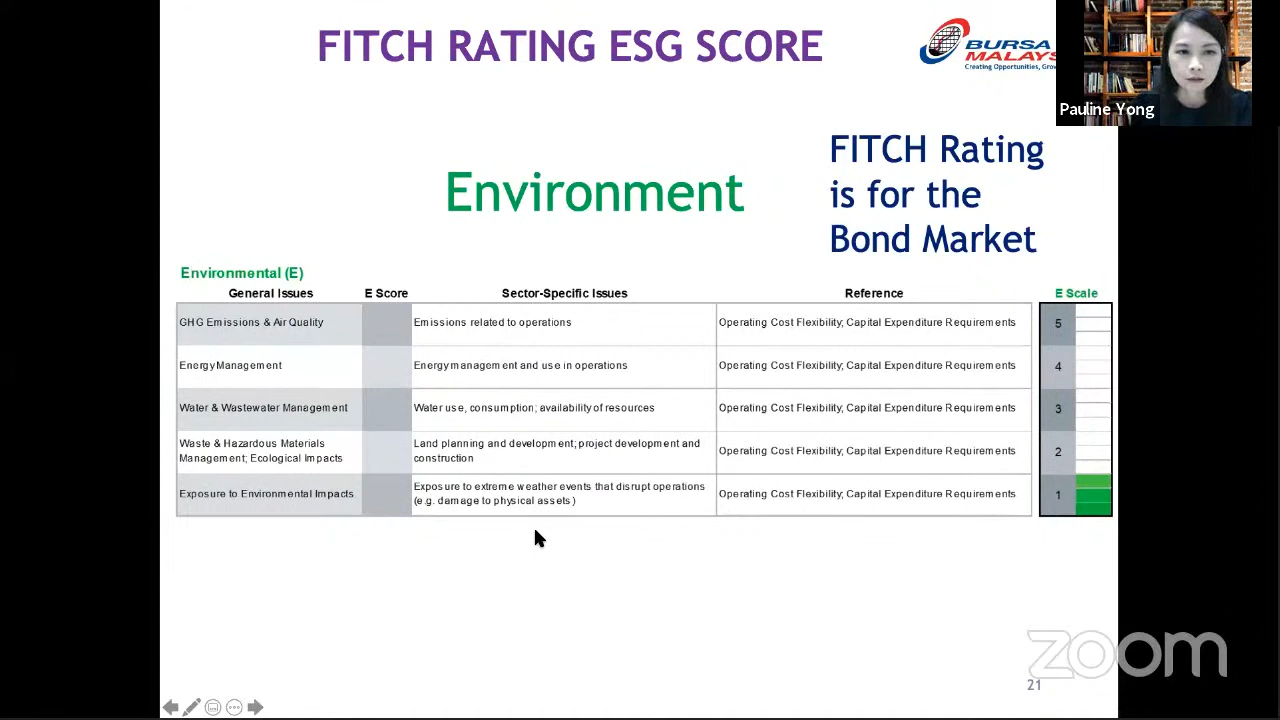 FITCH RATING ESG SCORE
BURSA
MALAYS
Creating Opportunities, Grow
Pauline Yong
Environment
FITCH Rating
is for the
Bond Market
Environmental (E)
General Issues E Score Sector-Specific Issues Reference E Scale
GHG Emissions & Air Quality Emissions related to operations Operating Cost Flexibility; Capital Expenditure Requirements 5
Energy Management Energy management and use in operations Operating Cost Flexibility; Capital Expenditure Requirements 4
Water & Wastewater Management Water use, consumption; availability of resources Operating Cost Flexibility; Capital Expenditure Requirements 3
Waste & Hazardous Materials
Management; Ecological Impacts
Land planning and development; project development and
construction
Operating Cost Flexibility; Capital Expenditure Requirements 2
Exposure to Environmental Impacts
Exposure to extreme weather events that disrupt operations
(e.g. damage to physical assets)
Operating Cost Flexibility; Capital Expenditure Requirements 1
zoom
21